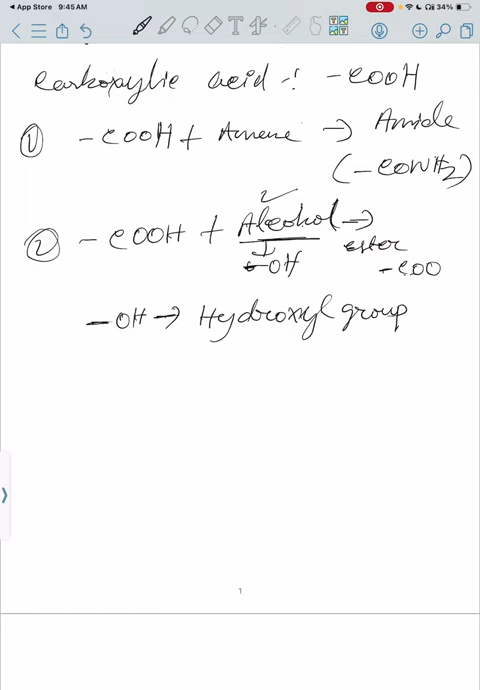 App Store 9:45 AM 34%
T
Carboxylic acid :- -COOH
① -COOH + Amene → Amide
(-CONH2)
② -COOH + Alcohol →
ester
-OH
-COO
-OH → Hydroxyl group
1